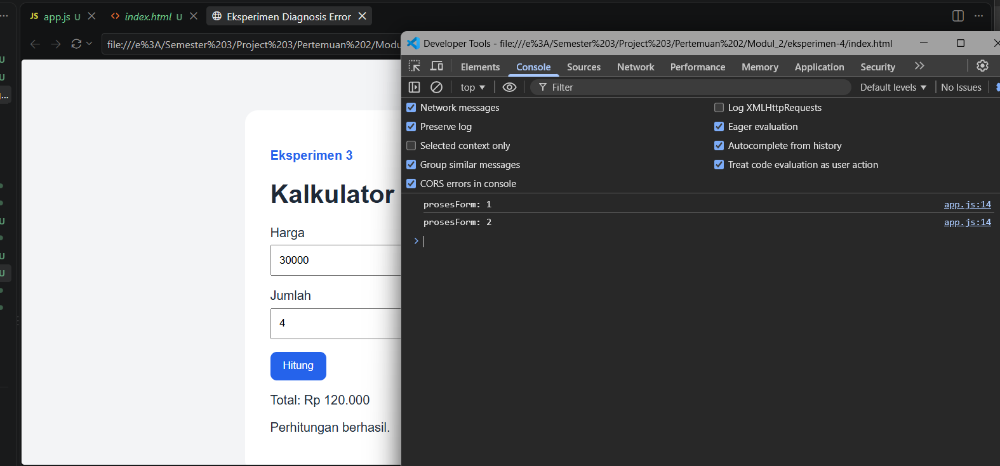 JS app.js U
<> index.html U
Eksperimen Diagnosis Error
file:///e%3A/Semester%203/Project%203/Pertemuan%202/Modu
Developer Tools - file:///e%3A/Semester%203/Project%203/Pertemuan%202/Modul_2/eksperimen-4/index.html
Elements Console Sources Network Performance Memory Application Security
top Filter Default levels No Issues
Network messages Log XMLHttpRequests
Preserve log Eager evaluation
Selected context only Autocomplete from history
Group similar messages Treat code evaluation as user action
CORS errors in console
prosesForm: 1 app.js:14
prosesForm: 2 app.js:14
>
U
U
...
U
U
U
Eksperimen 3
Kalkulator
Harga
30000
Jumlah
4
Hitung
Total: Rp 120.000
Perhitungan berhasil.